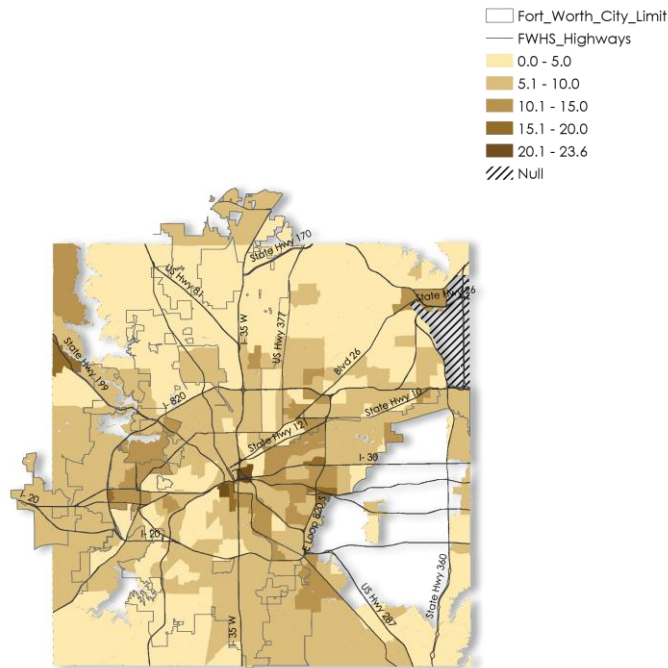 Fort_Worth_City_Limit
FWHS_Highways
0.0 - 5.0
5.1 - 10.0
10.1 - 15.0
15.1 - 20.0
20.1 - 23.6
Null
State Hwy 170
US Hwy 81
State Hwy 26
I- 35 W
US Hwy 377
State Hwy 199
Blvd 26
I- 820
State Hwy 10
State Hwy 121
I- 30
I- 20
E Loop 820 S
I- 20
I- 35 W
US Hwy 287
State Hwy 360